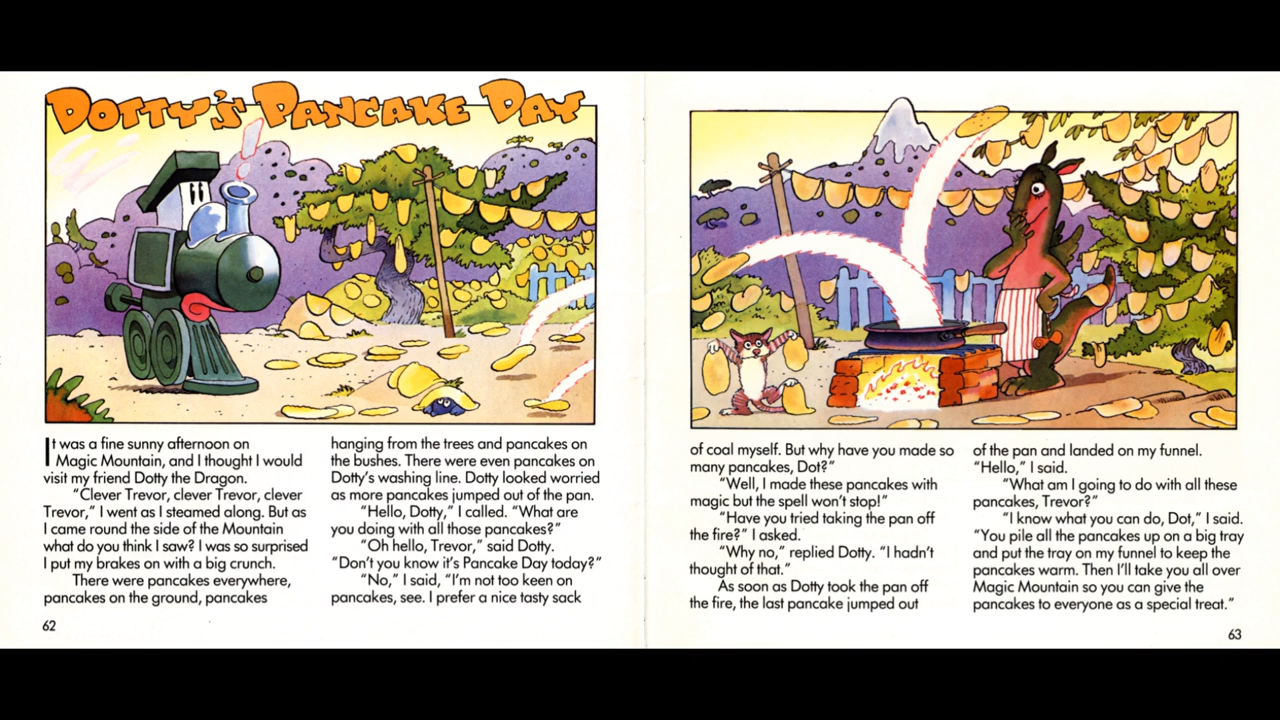 DOTTY'S PANCAKE DAY
It was a fine sunny afternoon on
Magic Mountain, and I thought I would
visit my friend Dotty the Dragon.
“Clever Trevor, clever Trevor, clever
Trevor,” I went as I steamed along. But as
I came round the side of the Mountain
what do you think I saw? I was so surprised
I put my brakes on with a big crunch.
There were pancakes everywhere,
pancakes on the ground, pancakes
hanging from the trees and pancakes on
the bushes. There were even pancakes on
Dotty’s washing line. Dotty looked worried
as more pancakes jumped out of the pan.
“Hello, Dotty,” I called. “What are
you doing with all those pancakes?”
“Oh hello, Trevor,” said Dotty.
“Don’t you know it’s Pancake Day today?”
“No,” I said, “I’m not too keen on
pancakes, see. I prefer a nice tasty sack
62
of coal myself. But why have you made so
many pancakes, Dot?”
“Well, I made these pancakes with
magic but the spell won’t stop!”
“Have you tried taking the pan off
the fire?” I asked.
“Why no,” replied Dotty. “I hadn’t
thought of that.”
As soon as Dotty took the pan off
the fire, the last pancake jumped out
of the pan and landed on my funnel.
“Hello,” I said.
“What am I going to do with all these
pancakes, Trevor?”
“I know what you can do, Dot,” I said.
“You pile all the pancakes up on a big tray
and put the tray on my funnel to keep the
pancakes warm. Then I’ll take you all over
Magic Mountain so you can give the
pancakes to everyone as a special treat.”
63